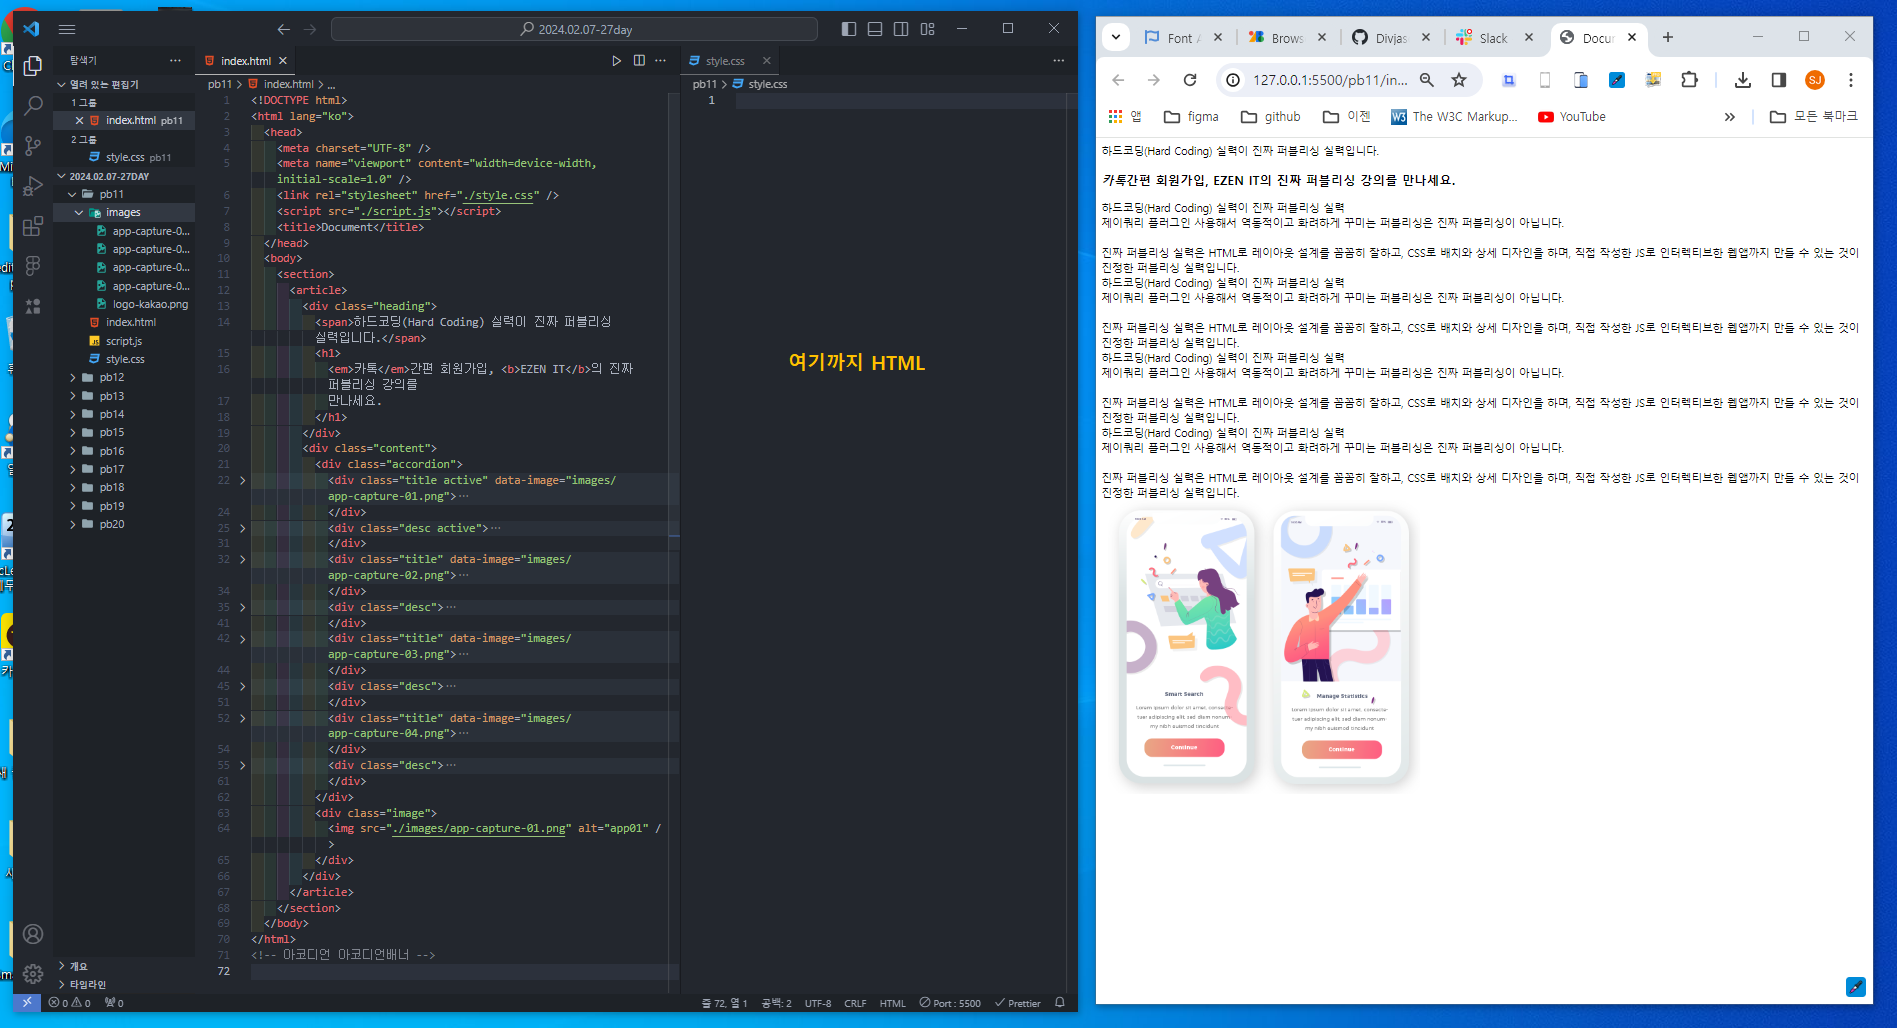 2024.02.07-27day
탐색기
열려 있는 편집기
1 그룹
index.html pb11
2 그룹
style.css pb11
2024.02.07-27DAY
pb11
images
app-capture-0...
app-capture-0...
app-capture-0...
app-capture-0...
logo-kakao.png
index.html
script.js
style.css
pb12
pb13
pb14
pb15
pb16
pb17
pb18
pb19
pb20
개요
타임라인
index.html
pb11 > index.html > ...
1 <!DOCTYPE html>
2 <html lang="ko">
3 <head>
4 <meta charset="UTF-8" />
5 <meta name="viewport" content="width=device-width,
initial-scale=1.0" />
6 <link rel="stylesheet" href="./style.css" />
7 <script src="./script.js"></script>
8 <title>Document</title>
9 </head>
10 <body>
11 <section>
12 <article>
13 <div class="heading">
14 <span>하드코딩(Hard Coding) 실력이 진짜 퍼블리싱
실력입니다.</span>
15 <h1>
16 <em>카톡</em>간편 회원가입, <b>EZEN IT</b>의 진짜
퍼블리싱 강의를
17 만나세요.
18 </h1>
19 </div>
20 <div class="content">
21 <div class="accordion">
22 <div class="title active" data-image="images/
app-capture-01.png">...
24 </div>
25 <div class="desc active">...
31 </div>
32 <div class="title" data-image="images/
app-capture-02.png">...
34 </div>
35 <div class="desc">...
41 </div>
42 <div class="title" data-image="images/
app-capture-03.png">...
44 </div>
45 <div class="desc">...
51 </div>
52 <div class="title" data-image="images/
app-capture-04.png">...
54 </div>
55 <div class="desc">...
61 </div>
62 </div>
63 <div class="image">
64 <img src="./images/app-capture-01.png" alt="app01" /
>
65 </div>
66 </div>
67 </article>
68 </section>
69 </body>
70 </html>
71 <!-- 아코디언 아코디언배너 -->
72
style.css
pb11 > style.css
1
여기까지 HTML
0 0 0
줄 72, 열 1 공백: 2 UTF-8 CRLF HTML Port : 5500 Prettier
Font A
Brows
Divjas
Slack
Docur
127.0.0.1:5500/pb11/in...
SJ
앱 figma github 이젠 The W3C Markup... YouTube 모든 북마크
하드코딩(Hard Coding) 실력이 진짜 퍼블리싱 실력입니다.
카톡간편 회원가입, EZEN IT의 진짜 퍼블리싱 강의를 만나세요.
하드코딩(Hard Coding) 실력이 진짜 퍼블리싱 실력
제이쿼리 플러그인 사용해서 역동적이고 화려하게 꾸미는 퍼블리싱은 진짜 퍼블리싱이 아닙니다.
진짜 퍼블리싱 실력은 HTML로 레이아웃 설계를 꼼꼼히 잘하고, CSS로 배치와 상세 디자인을 하며, 직접 작성한 JS로 인터렉티브한 웹앱까지 만들 수 있는 것이
진정한 퍼블리싱 실력입니다.
하드코딩(Hard Coding) 실력이 진짜 퍼블리싱 실력
제이쿼리 플러그인 사용해서 역동적이고 화려하게 꾸미는 퍼블리싱은 진짜 퍼블리싱이 아닙니다.
진짜 퍼블리싱 실력은 HTML로 레이아웃 설계를 꼼꼼히 잘하고, CSS로 배치와 상세 디자인을 하며, 직접 작성한 JS로 인터렉티브한 웹앱까지 만들 수 있는 것이
진정한 퍼블리싱 실력입니다.
하드코딩(Hard Coding) 실력이 진짜 퍼블리싱 실력
제이쿼리 플러그인 사용해서 역동적이고 화려하게 꾸미는 퍼블리싱은 진짜 퍼블리싱이 아닙니다.
진짜 퍼블리싱 실력은 HTML로 레이아웃 설계를 꼼꼼히 잘하고, CSS로 배치와 상세 디자인을 하며, 직접 작성한 JS로 인터렉티브한 웹앱까지 만들 수 있는 것이
진정한 퍼블리싱 실력입니다.
하드코딩(Hard Coding) 실력이 진짜 퍼블리싱 실력
제이쿼리 플러그인 사용해서 역동적이고 화려하게 꾸미는 퍼블리싱은 진짜 퍼블리싱이 아닙니다.
진짜 퍼블리싱 실력은 HTML로 레이아웃 설계를 꼼꼼히 잘하고, CSS로 배치와 상세 디자인을 하며, 직접 작성한 JS로 인터렉티브한 웹앱까지 만들 수 있는 것이
진정한 퍼블리싱 실력입니다.
Smart Search
Lorem ipsum dolor sit amet, consecte-
tuer adipiscing elit, sed diam nonum-
my nibh euismod tincidunt
Continue
Manage Statistics
Lorem ipsum dolor sit amet, consecte-
tuer adipiscing elit, sed diam nonum-
my nibh euismod tincidunt
Continue